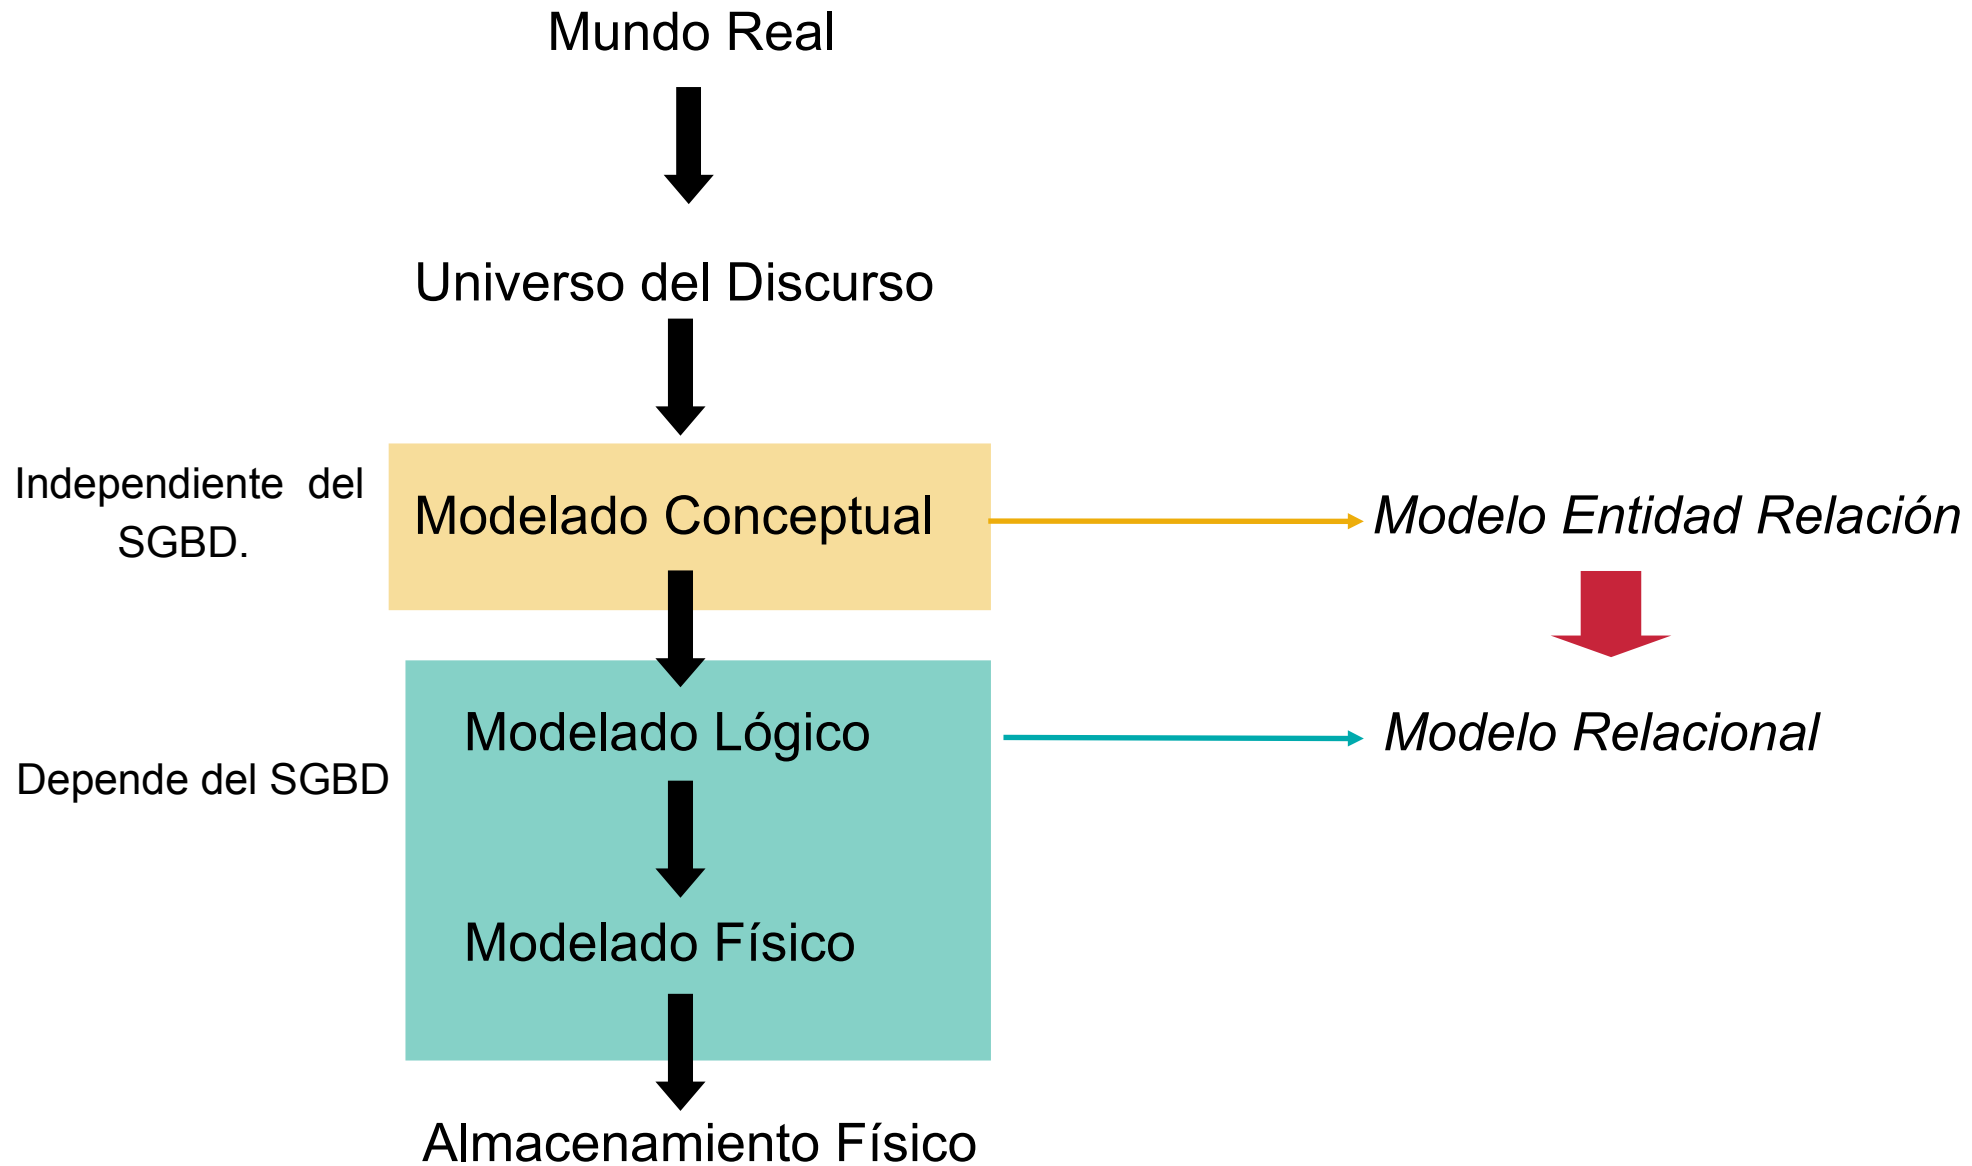 Mundo Real
Universo del Discurso
Independiente del
SGBD.
Modelado Conceptual
Modelo Entidad Relación
Modelado Lógico
Modelo Relacional
Depende del SGBD
Modelado Físico
Almacenamiento Físico